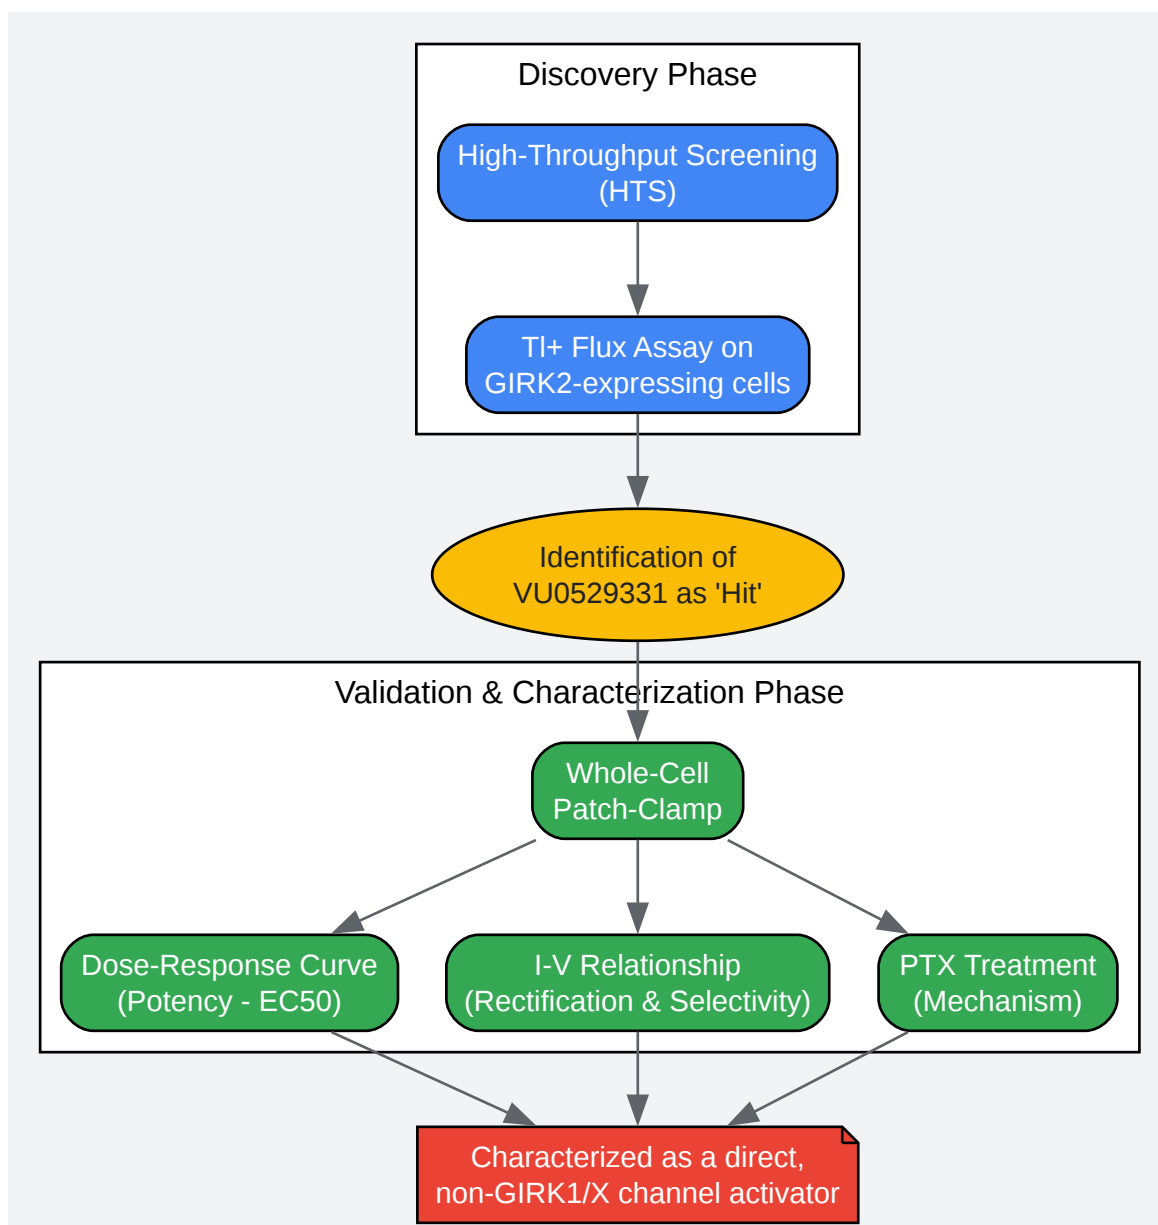 Discovery Phase
High-Throughput Screening
(HTS)
Tl+ Flux Assay on
GIRK2-expressing cells
Identification of
VU0529331 as 'Hit'
Validation & Characterization Phase
Whole-Cell
Patch-Clamp
Dose-Response Curve
(Potency - EC50)
I-V Relationship
(Rectification & Selectivity)
PTX Treatment
(Mechanism)
Characterized as a direct,
non-GIRK1/X channel activator